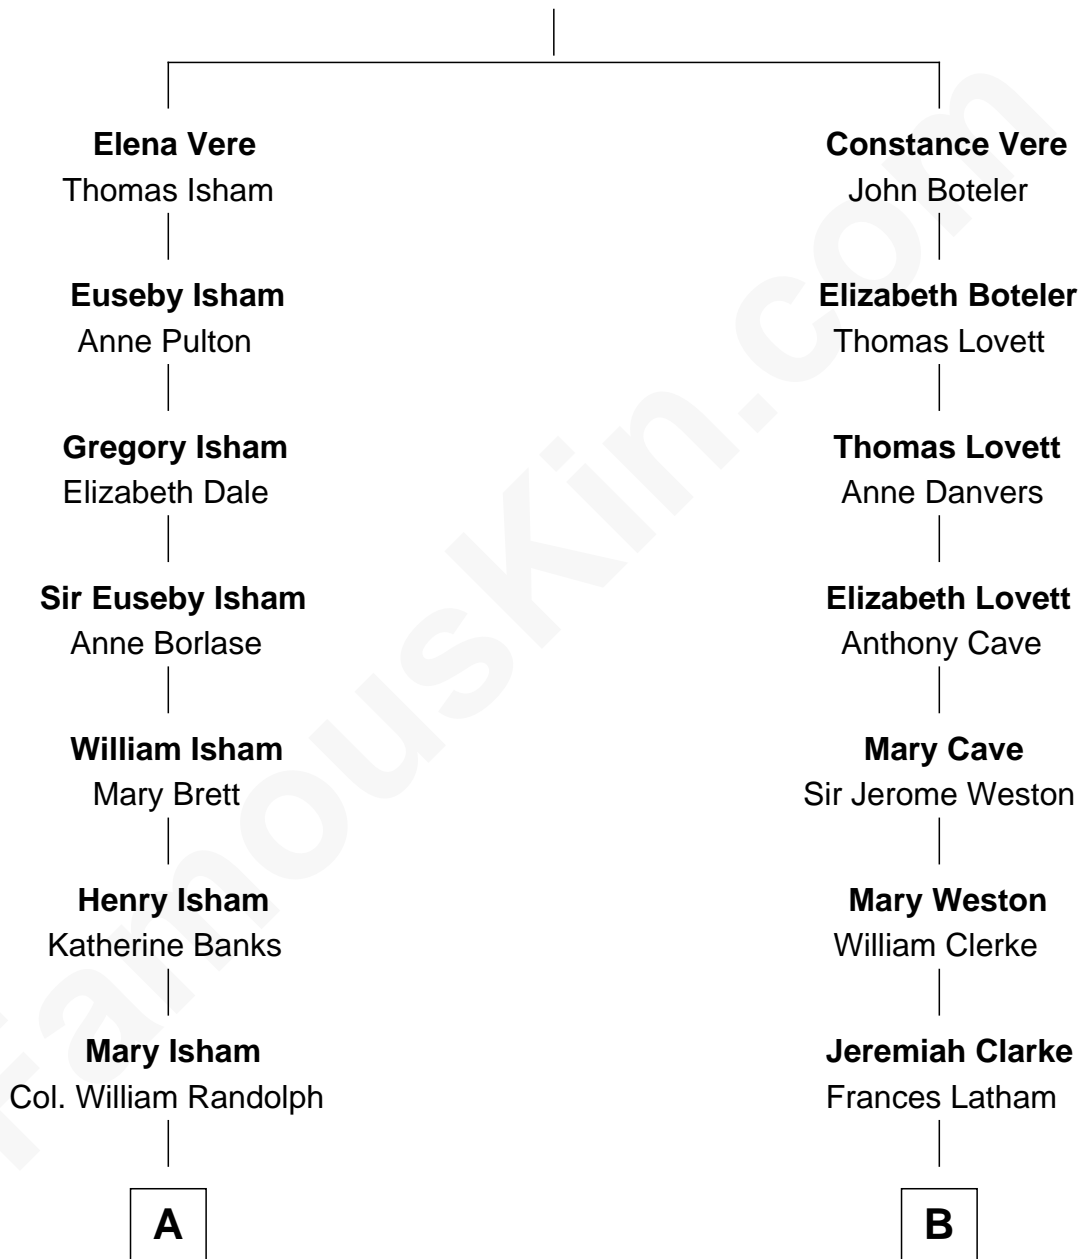 Elena Vere
Thomas Isham
Constance Vere
John Boteler
Euseby Isham
Anne Pulton
Elizabeth Boteler
Thomas Lovett
Gregory Isham
Elizabeth Dale
Thomas Lovett
Anne Danvers
Sir Euseby Isham
Anne Borlase
Elizabeth Lovett
Anthony Cave
William Isham
Mary Brett
Mary Cave
Sir Jerome Weston
Henry Isham
Katherine Banks
Mary Weston
William Clerke
Mary Isham
Col. William Randolph
Jeremiah Clarke
Frances Latham
A
B
FamousKin.com